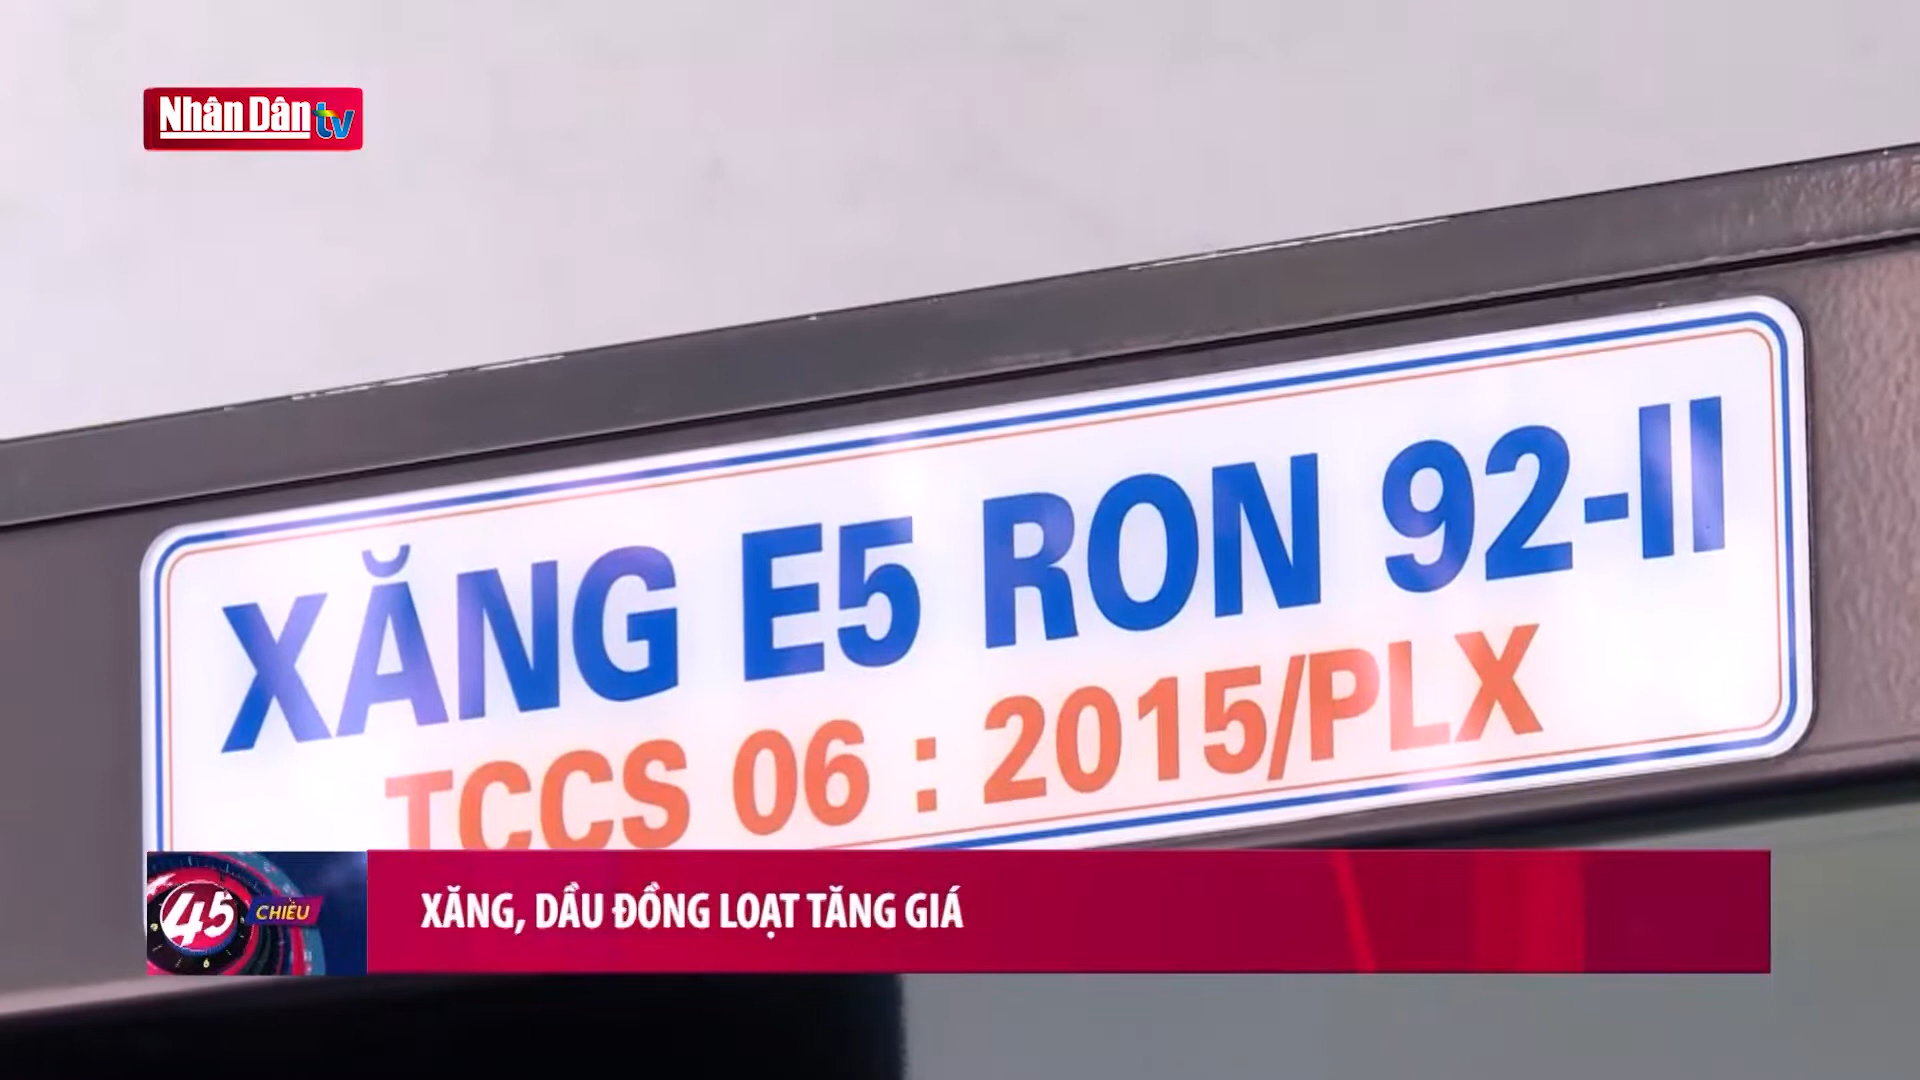 Nhân Dân tv
XĂNG E5 RON 92-II
TCCS 06 : 2015/PLX
45 CHIỀU
XĂNG, DẦU ĐỒNG LOẠT TĂNG GIÁ